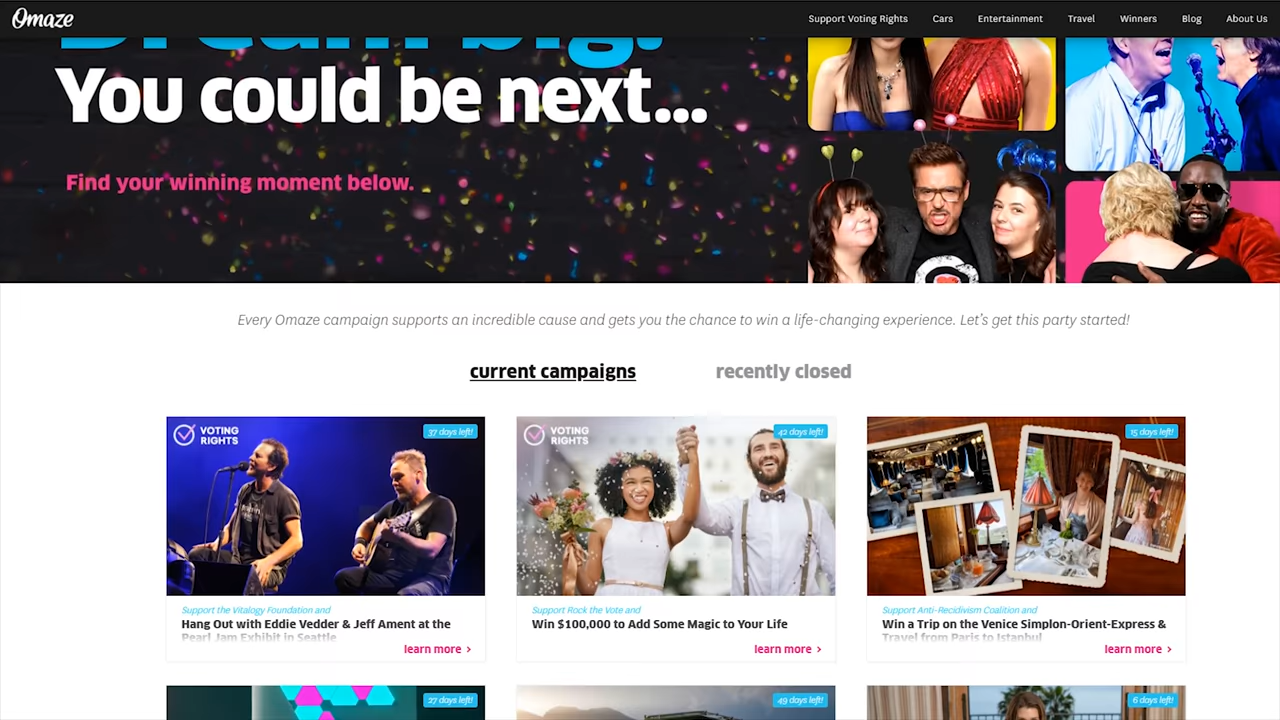 Omaze
Support Voting Rights
Cars
Entertainment
Travel
Winners
Blog
About Us
Dream big!
You could be next...
Find your winning moment below.
Every Omaze campaign supports an incredible cause and gets you the chance to win a life-changing experience. Let's get this party started!
current campaigns
recently closed
VOTING
RIGHTS
37 days left!
Support the Vitalogy Foundation and
Hang Out with Eddie Vedder & Jeff Ament at the
Pearl Jam Exhibit in Seattle
learn more >
VOTING
RIGHTS
42 days left!
Support Rock the Vote and
Win $100,000 to Add Some Magic to Your Life
learn more >
15 days left!
Support Anti-Recidivism Coalition and
Win a Trip on the Venice Simplon-Orient-Express &
Travel from Paris to Istanbul
learn more >
27 days left!
49 days left!
6 days left!